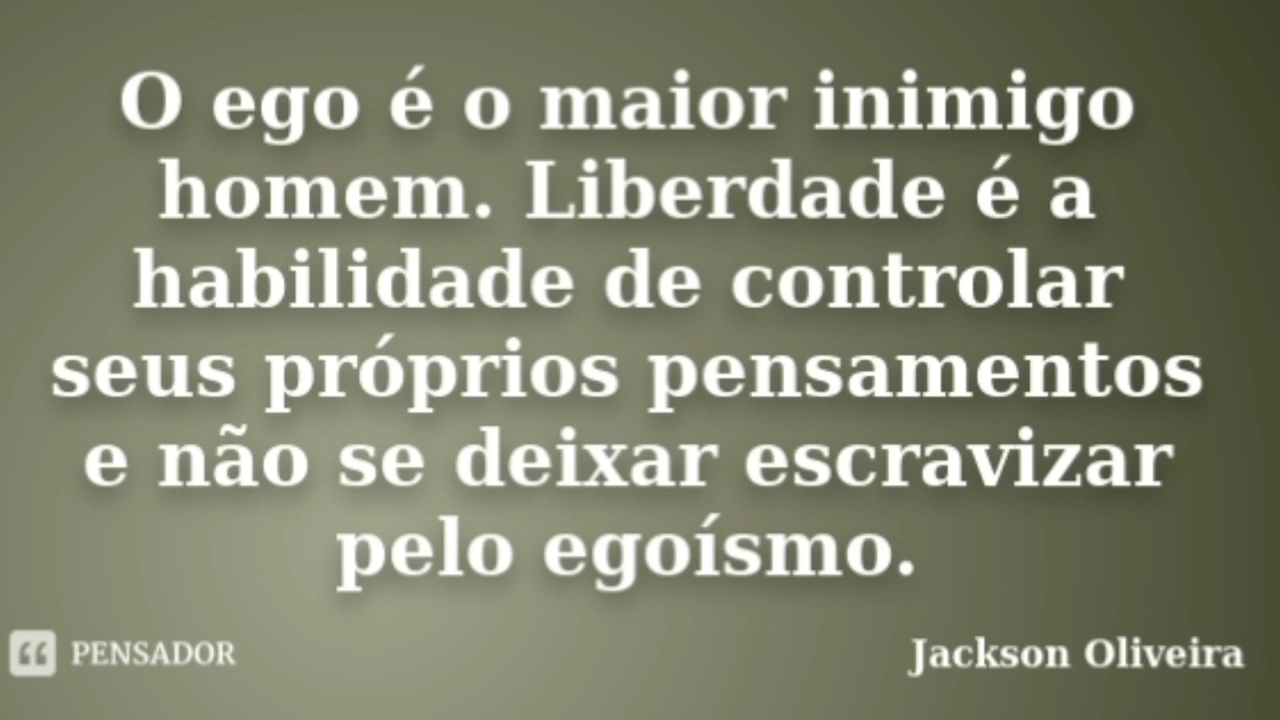 O ego é o maior inimigo
homem. Liberdade é a
habilidade de controlar
seus próprios pensamentos
e não se deixar escravizar
pelo egoísmo.
PENSADOR
Jackson Oliveira